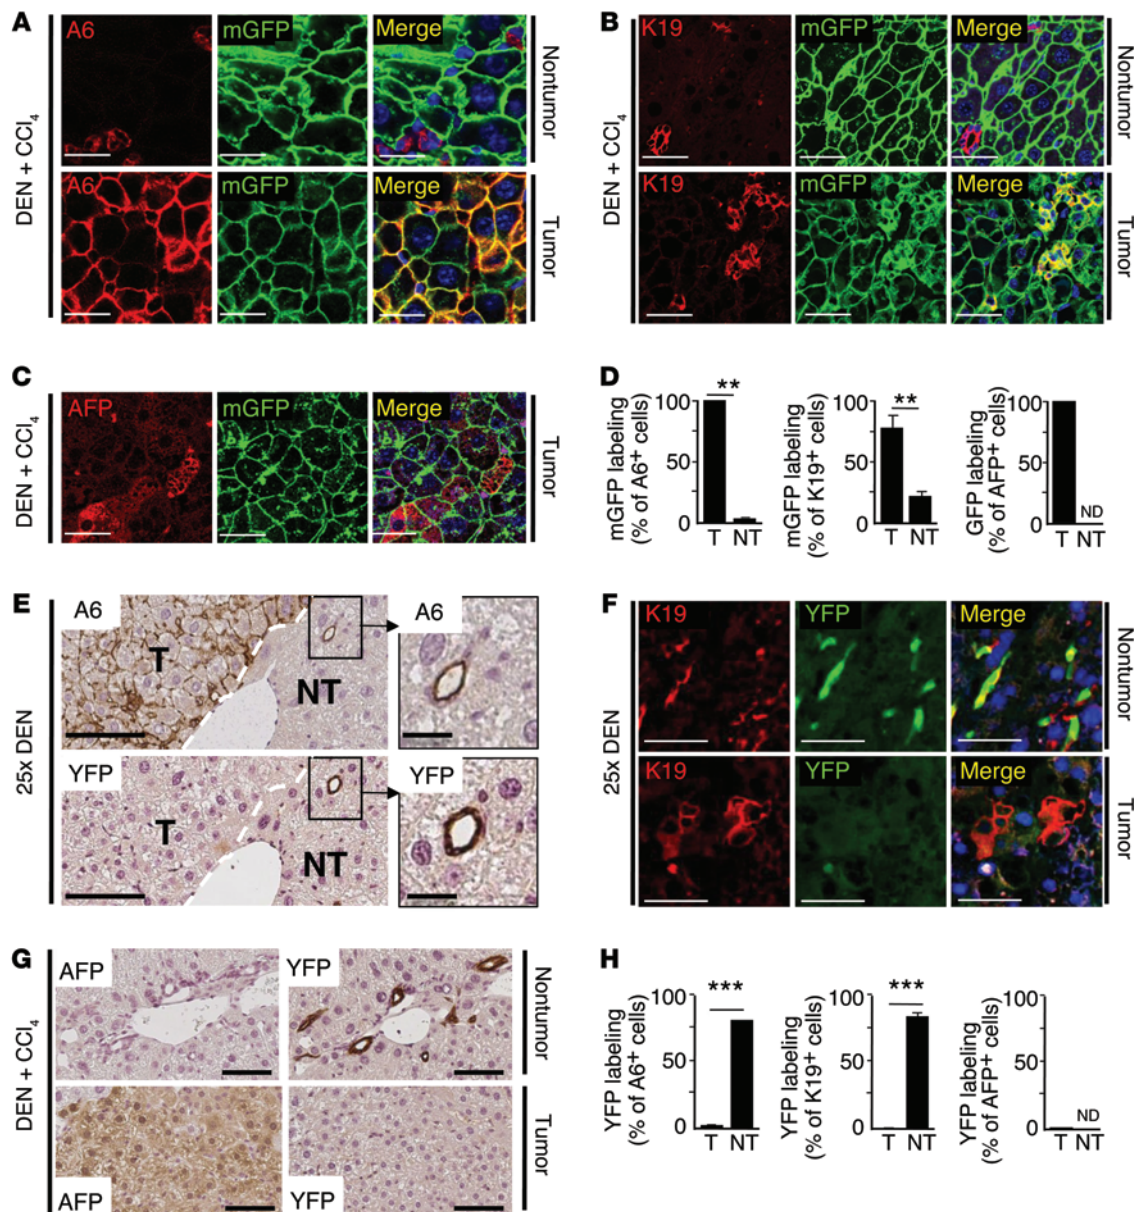 A
DEN + CCl4
A6
mGFP
Merge
Nontumor
A6
mGFP
Merge
Tumor
B
DEN + CCl4
K19
mGFP
Merge
Nontumor
K19
mGFP
Merge
Tumor
C
DEN + CCl4
AFP
mGFP
Merge
Tumor
D
mGFP labeling
(% of A6+ cells)
100
50
0
**
T NT
mGFP labeling
(% of K19+ cells)
100
50
0
**
T NT
GFP labeling
(% of AFP+ cells)
100
50
0
ND
T NT
E
25x DEN
A6
T
NT
A6
YFP
T
NT
YFP
F
25x DEN
K19
YFP
Merge
Nontumor
K19
YFP
Merge
Tumor
G
DEN + CCl4
AFP
YFP
Nontumor
AFP
YFP
Tumor
H
YFP labeling
(% of A6+ cells)
100
50
0
***
T NT
YFP labeling
(% of K19+ cells)
100
50
0
***
T NT
YFP labeling
(% of AFP+ cells)
100
50
0
ND
T NT